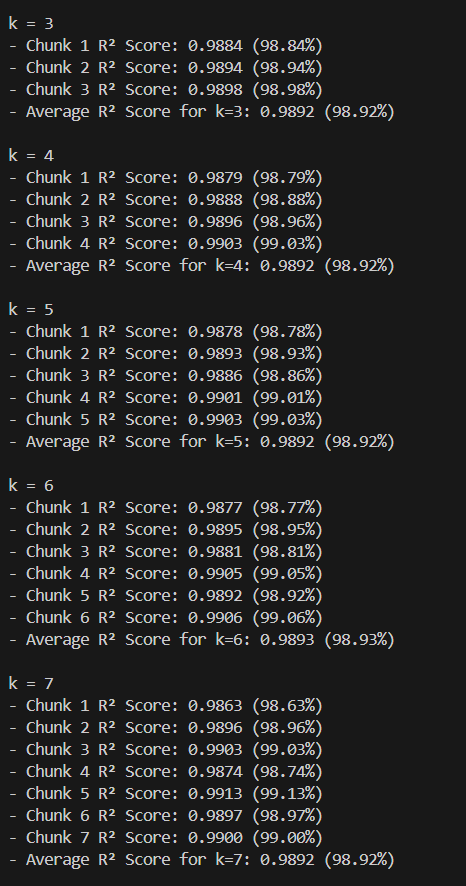 k = 3
- Chunk 1 R² Score: 0.9884 (98.84%)
- Chunk 2 R² Score: 0.9894 (98.94%)
- Chunk 3 R² Score: 0.9898 (98.98%)
- Average R² Score for k=3: 0.9892 (98.92%)
k = 4
- Chunk 1 R² Score: 0.9879 (98.79%)
- Chunk 2 R² Score: 0.9888 (98.88%)
- Chunk 3 R² Score: 0.9896 (98.96%)
- Chunk 4 R² Score: 0.9903 (99.03%)
- Average R² Score for k=4: 0.9892 (98.92%)
k = 5
- Chunk 1 R² Score: 0.9878 (98.78%)
- Chunk 2 R² Score: 0.9893 (98.93%)
- Chunk 3 R² Score: 0.9886 (98.86%)
- Chunk 4 R² Score: 0.9901 (99.01%)
- Chunk 5 R² Score: 0.9903 (99.03%)
- Average R² Score for k=5: 0.9892 (98.92%)
k = 6
- Chunk 1 R² Score: 0.9877 (98.77%)
- Chunk 2 R² Score: 0.9895 (98.95%)
- Chunk 3 R² Score: 0.9881 (98.81%)
- Chunk 4 R² Score: 0.9905 (99.05%)
- Chunk 5 R² Score: 0.9892 (98.92%)
- Chunk 6 R² Score: 0.9906 (99.06%)
- Average R² Score for k=6: 0.9893 (98.93%)
k = 7
- Chunk 1 R² Score: 0.9863 (98.63%)
- Chunk 2 R² Score: 0.9896 (98.96%)
- Chunk 3 R² Score: 0.9903 (99.03%)
- Chunk 4 R² Score: 0.9874 (98.74%)
- Chunk 5 R² Score: 0.9913 (99.13%)
- Chunk 6 R² Score: 0.9897 (98.97%)
- Chunk 7 R² Score: 0.9900 (99.00%)
- Average R² Score for k=7: 0.9892 (98.92%)